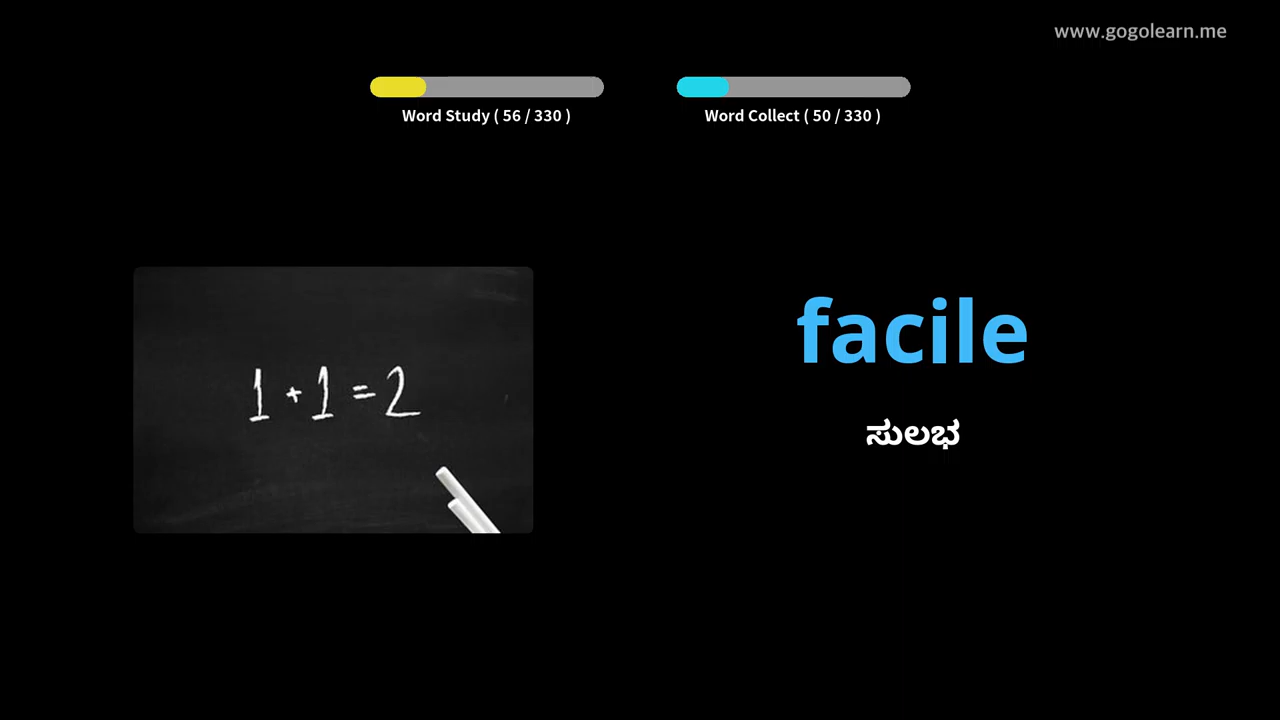 www.gogolearn.me
Word Study ( 56 / 330 )
Word Collect ( 50 / 330 )
1 + 1 = 2
facile
ಸುಲಭ